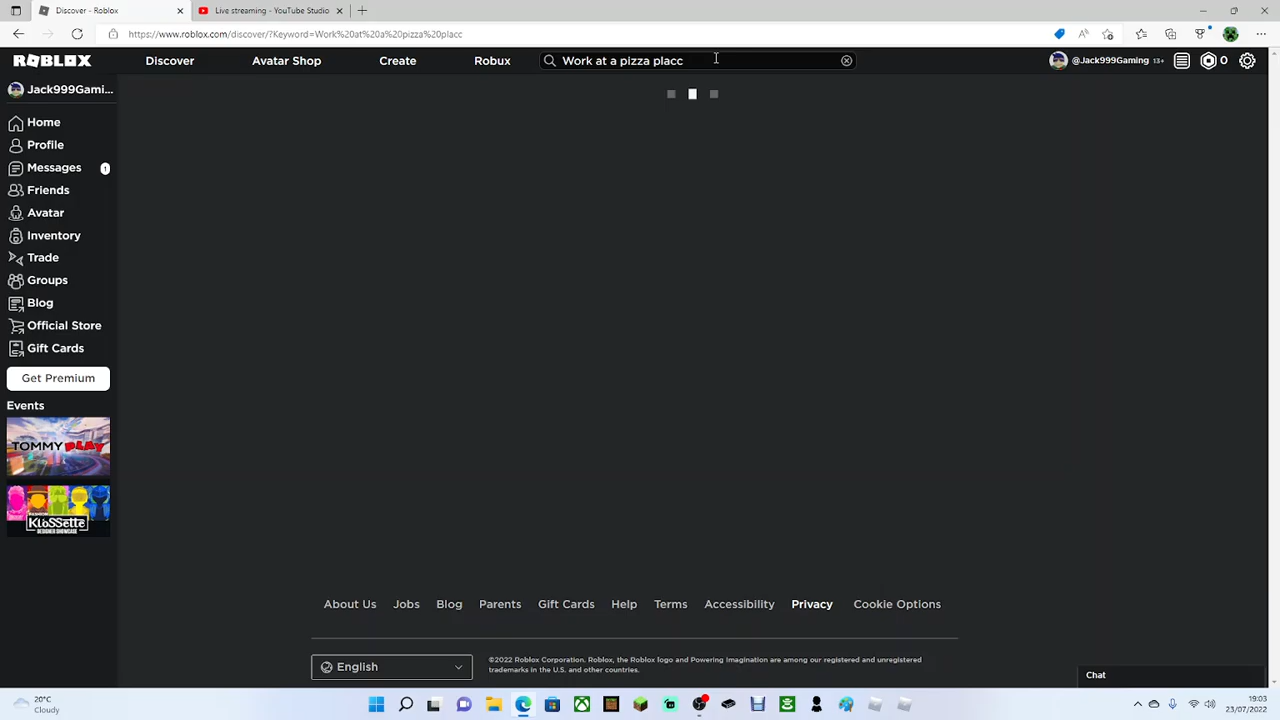 Discover - Roblox
Live streaming - YouTube Studio
https://www.roblox.com/discover/?Keyword=Work%20at%20a%20pizza%20placc
ROBLOX
Discover
Avatar Shop
Create
Robux
Work at a pizza placc
@Jack999Gaming 13+
0
Jack999Gami...
Home
Profile
Messages 1
Friends
Avatar
Inventory
Trade
Groups
Blog
Official Store
Gift Cards
Get Premium
Events
TOMMY PLAY
KLOSSETTE
DESIGNER SHOWCASE
About Us
Jobs
Blog
Parents
Gift Cards
Help
Terms
Accessibility
Privacy
Cookie Options
English
©2022 Roblox Corporation. Roblox, the Roblox logo and Powering Imagination are among our registered and unregistered
trademarks in the U.S. and other countries.
Chat
20°C
Cloudy
19:03
23/07/2022